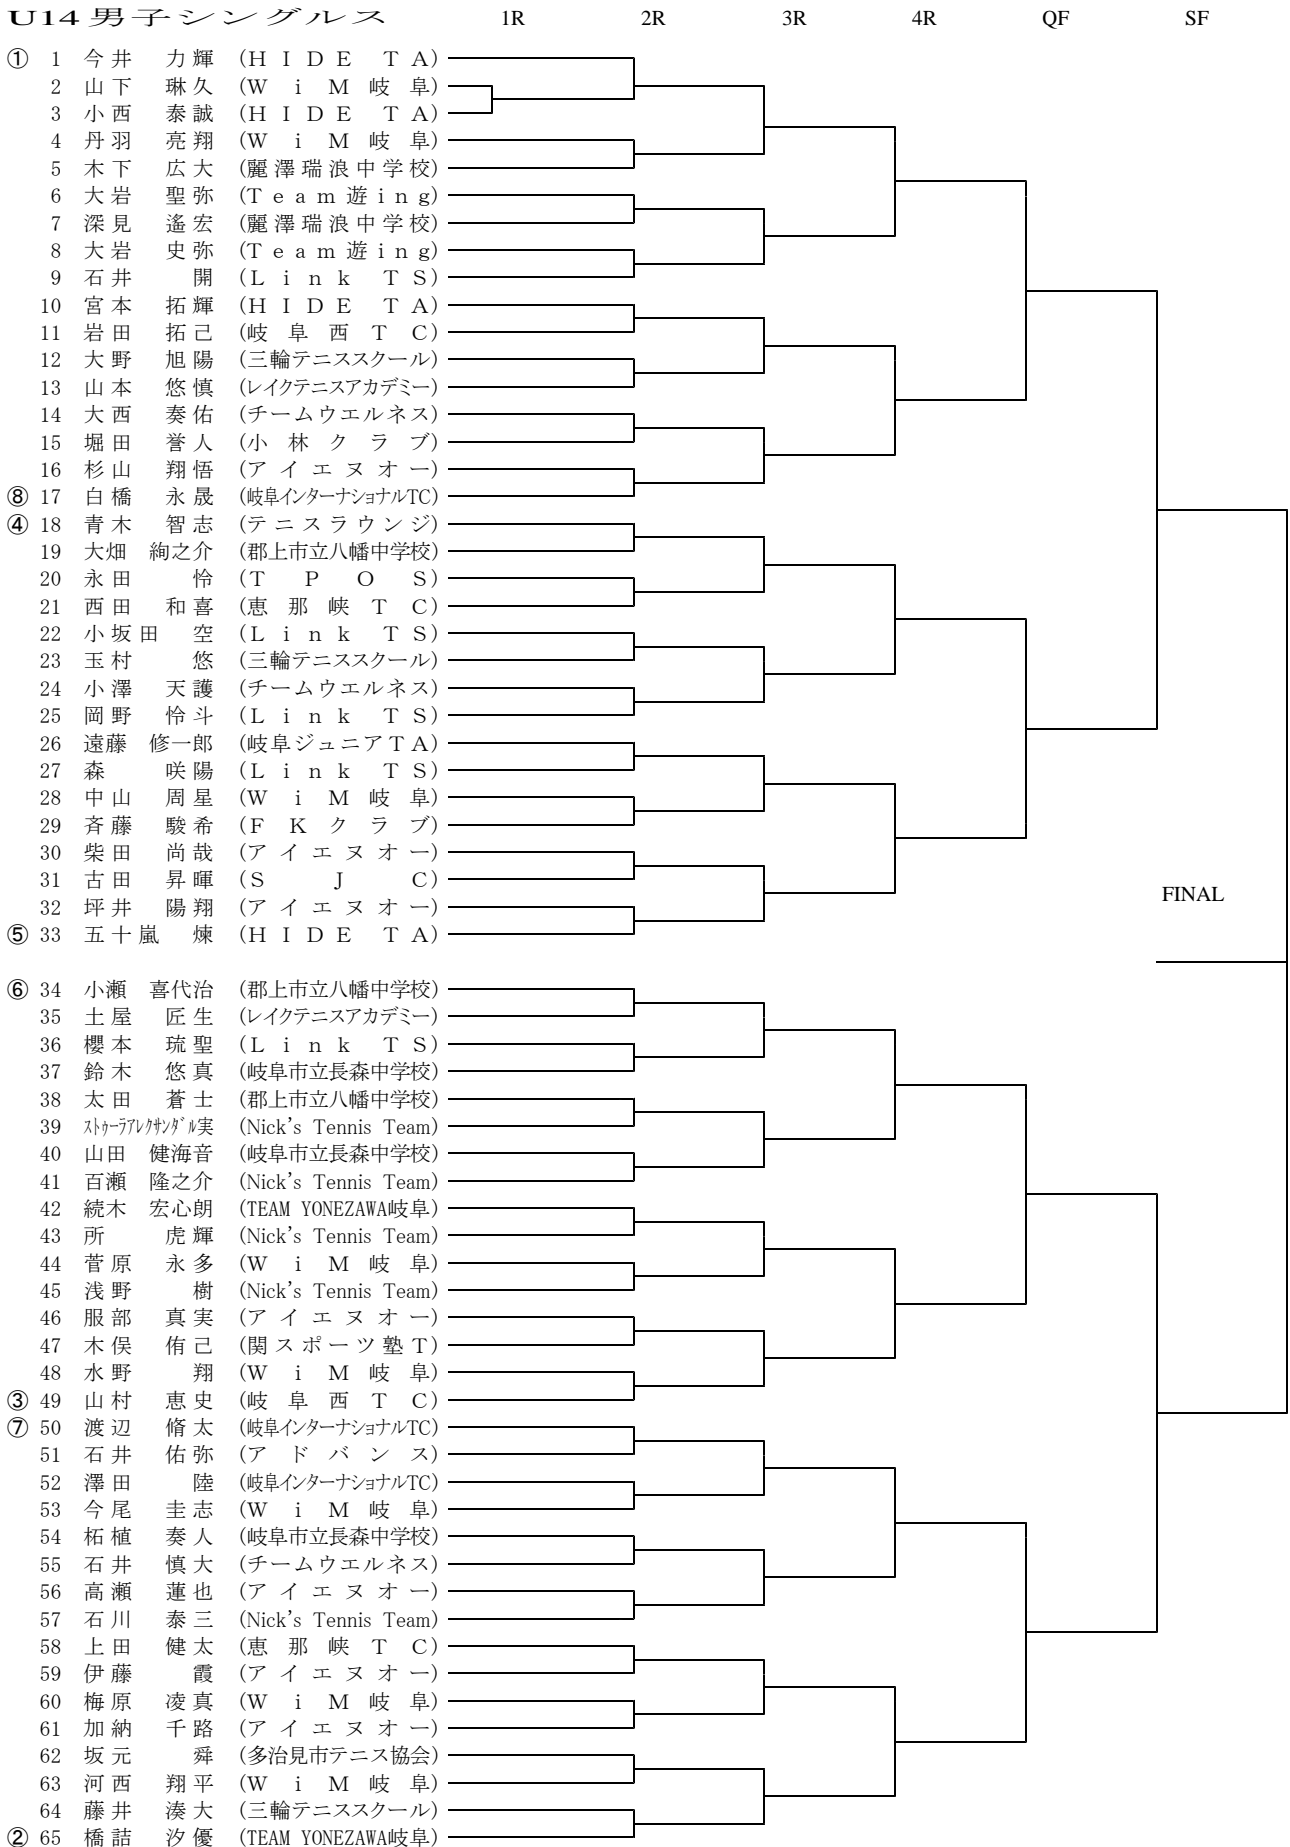 U14男子シングルス 1R 2R 3R 4R QF SF
① 1 今井 力輝 (HIDE TA)
2 山下 琳久 (WiM岐阜)
3 小西 泰誠 (HIDE TA)
4 丹羽 亮翔 (WiM岐阜)
5 木下 広大 (麗澤瑞浪中学校)
6 大岩 聖弥 (Team遊ing)
7 深見 遙宏 (麗澤瑞浪中学校)
8 大岩 史弥 (Team遊ing)
9 石井 開 (Link TS)
10 宮本 拓輝 (HIDE TA)
11 岩田 拓己 (岐阜西TC)
12 大野 旭陽 (三輪テニススクール)
13 山本 悠慎 (レイクテニスアカデミー)
14 大西 奏佑 (チームウエルネス)
15 堀田 誉人 (小林クラブ)
16 杉山 翔悟 (アイエヌオー)
⑧ 17 白橋 永晟 (岐阜インターナショナルTC)
④ 18 青木 智志 (テニスラウンジ)
19 大畑 絢之介 (郡上市立八幡中学校)
20 永田 怜 (TPOS)
21 西田 和喜 (恵那峡TC)
22 小坂田 空 (Link TS)
23 玉村 悠 (三輪テニススクール)
24 小澤 天護 (チームウエルネス)
25 岡野 怜斗 (Link TS)
26 遠藤 修一郎 (岐阜ジュニアTA)
27 森 咲陽 (Link TS)
28 中山 周星 (WiM岐阜)
29 斉藤 駿希 (FKクラブ)
30 柴田 尚哉 (アイエヌオー)
31 古田 昇暉 (SJC)
FINAL
32 坪井 陽翔 (アイエヌオー)
⑤ 33 五十嵐 煉 (HIDE TA)
⑥ 34 小瀬 喜代治 (郡上市立八幡中学校)
35 土屋 匠生 (レイクテニスアカデミー)
36 櫻本 琉聖 (Link TS)
37 鈴木 悠真 (岐阜市立長森中学校)
38 太田 蒼士 (郡上市立八幡中学校)
39 ストゥーラアレクサンダル実 (Nick's Tennis Team)
40 山田 健海音 (岐阜市立長森中学校)
41 百瀬 隆之介 (Nick's Tennis Team)
42 続木 宏心朗 (TEAM YONEZAWA岐阜)
43 所 虎輝 (Nick's Tennis Team)
44 菅原 永多 (WiM岐阜)
45 浅野 樹 (Nick's Tennis Team)
46 服部 真実 (アイエヌオー)
47 木俣 侑己 (関スポーツ塾T)
48 水野 翔 (WiM岐阜)
③ 49 山村 恵史 (岐阜西TC)
⑦ 50 渡辺 脩太 (岐阜インターナショナルTC)
51 石井 佑弥 (アドバンス)
52 澤田 陸 (岐阜インターナショナルTC)
53 今尾 圭志 (WiM岐阜)
54 柘植 奏人 (岐阜市立長森中学校)
55 石井 慎大 (チームウエルネス)
56 高瀬 蓮也 (アイエヌオー)
57 石川 泰三 (Nick's Tennis Team)
58 上田 健太 (恵那峡TC)
59 伊藤 霞 (アイエヌオー)
60 梅原 凌真 (WiM岐阜)
61 加納 千路 (アイエヌオー)
62 坂元 舜 (多治見市テニス協会)
63 河西 翔平 (WiM岐阜)
64 藤井 湊大 (三輪テニススクール)
② 65 橋詰 汐優 (TEAM YONEZAWA岐阜)